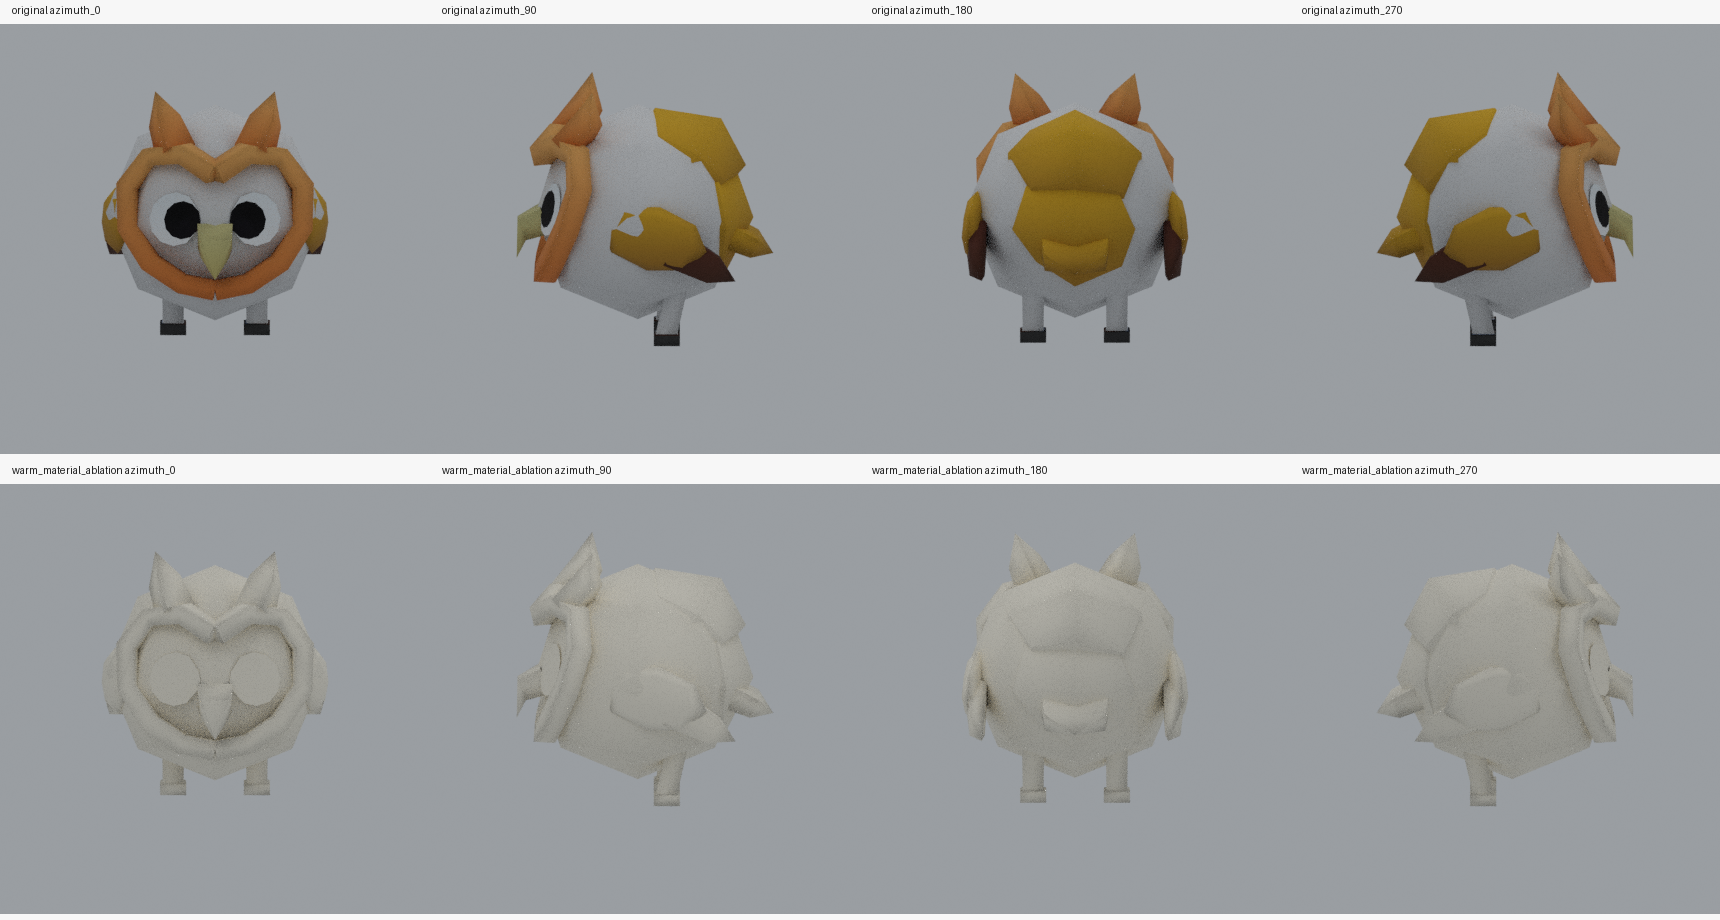 original azimuth_0
original azimuth_90
original azimuth_180
original azimuth_270
warm_material_ablation azimuth_0
warm_material_ablation azimuth_90
warm_material_ablation azimuth_180
warm_material_ablation azimuth_270